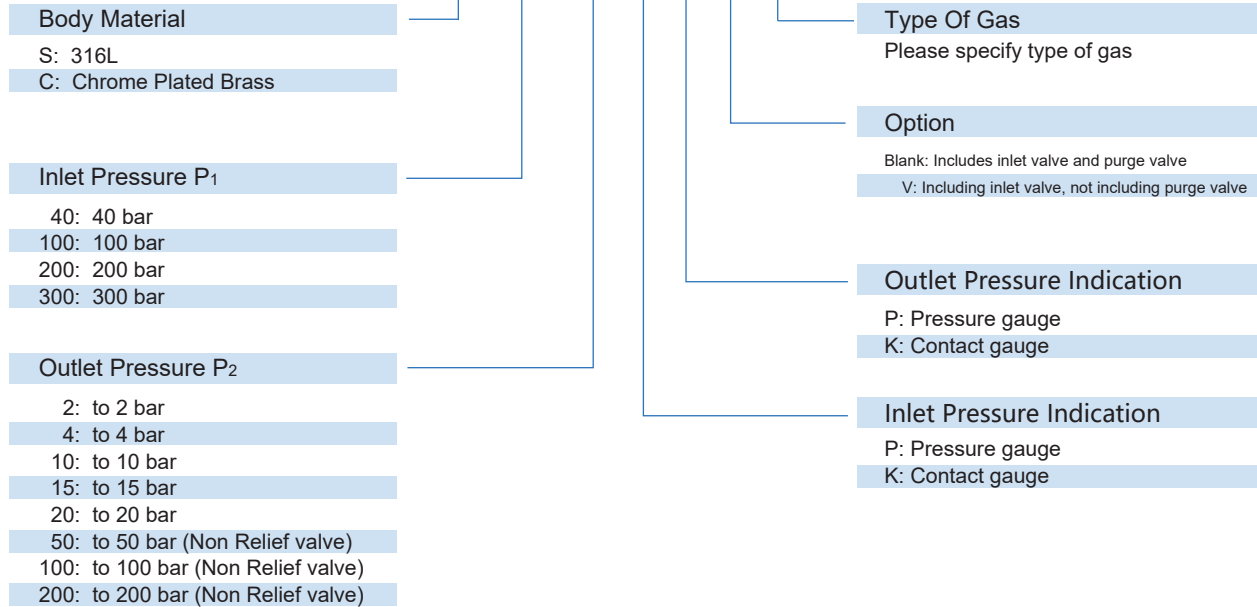 Body Material
S: 316L
C: Chrome Plated Brass
Inlet Pressure P1
40: 40 bar
100: 100 bar
200: 200 bar
300: 300 bar
Outlet Pressure P2
2: to 2 bar
4: to 4 bar
10: to 10 bar
15: to 15 bar
20: to 20 bar
50: to 50 bar (Non Relief valve)
100: to 100 bar (Non Relief valve)
200: to 200 bar (Non Relief valve)
Type Of Gas
Please specify type of gas
Option
Blank: Includes inlet valve and purge valve
V: Including inlet valve, not including purge valve
Outlet Pressure Indication
P: Pressure gauge
K: Contact gauge
Inlet Pressure Indication
P: Pressure gauge
K: Contact gauge